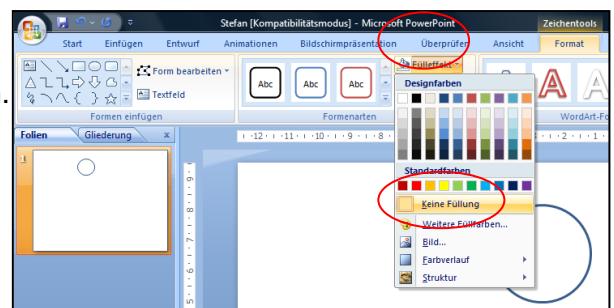 Stefan [Kompatibilitätsmodus] - Microsoft PowerPoint
Zeichentools
Start Einfügen Entwurf Animationen Bildschirmpräsentation Überprüfen Ansicht Format
Form bearbeiten
Textfeld
Formen einfügen
Abc Abc Abc
Formenarten
Fülleffekt
WordArt-Fo
Folien Gliederung x
1
Designfarben
Standardfarben
Keine Füllung
Weitere Füllfarben...
Bild...
Farbverlauf
Struktur